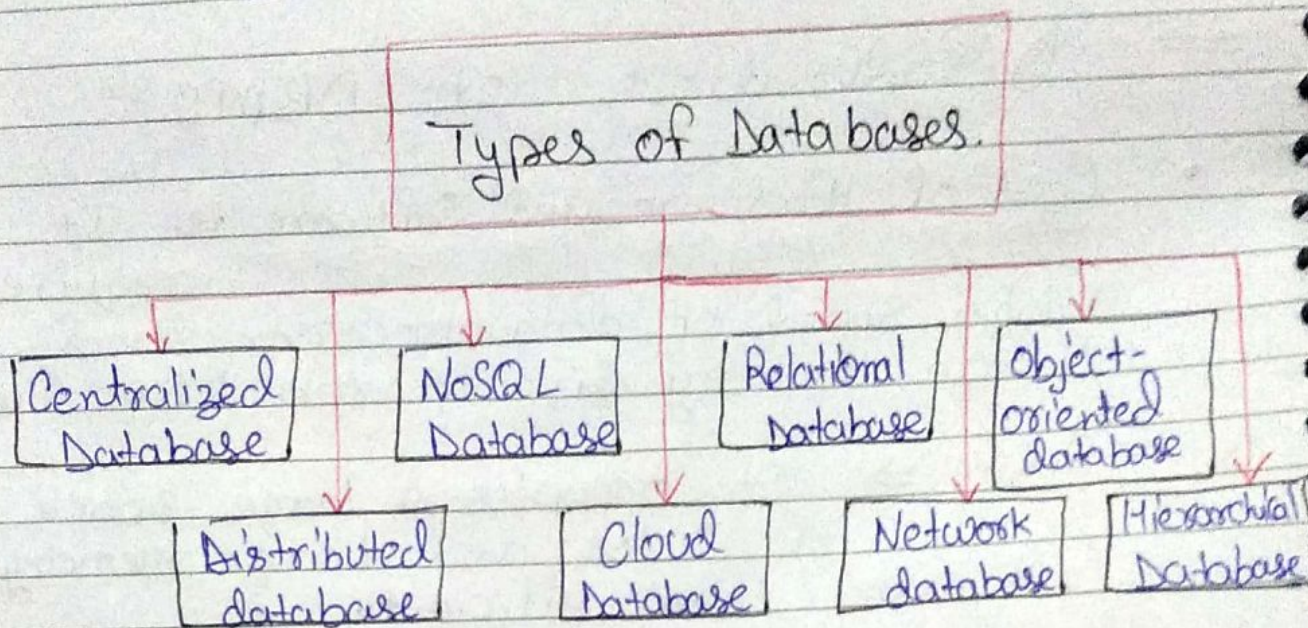 Types of Databases.
Centralized
Database
NoSQL
Database
Relational
Database
Object-
oriented
database
Distributed
database
Cloud
Database
Network
database
Hierarchial
Database